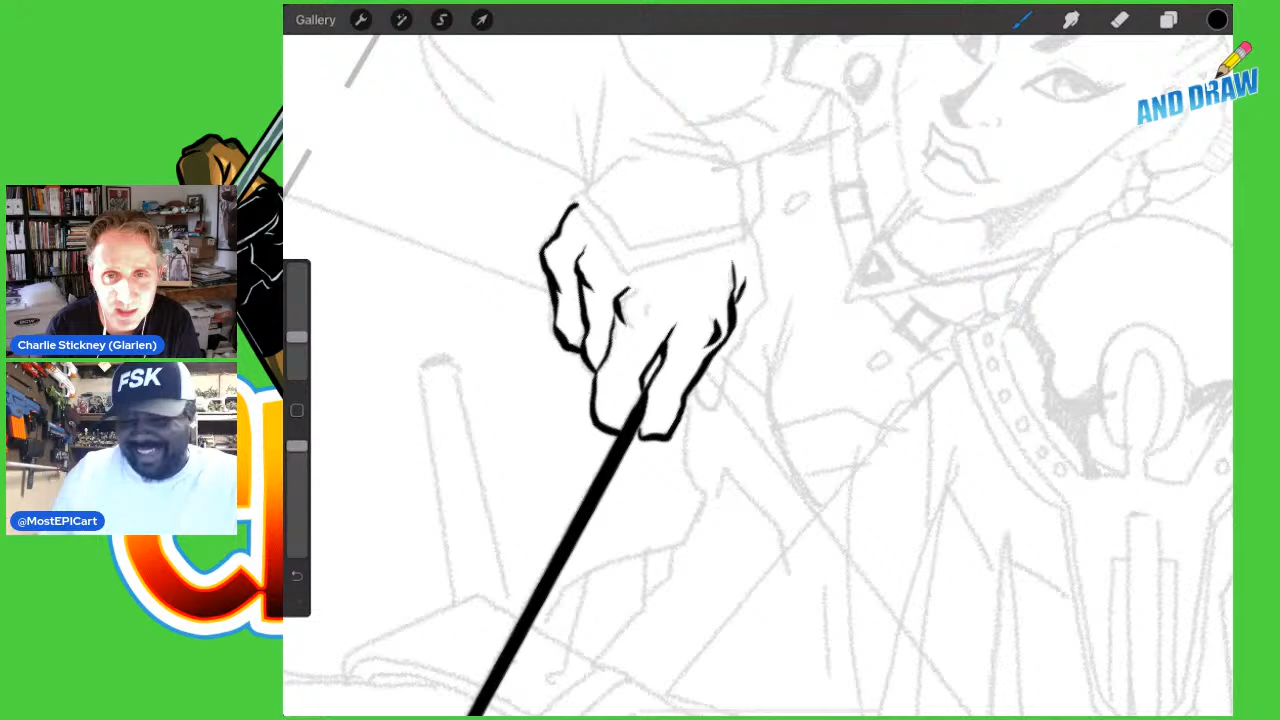 Gallery
AND DRAW
Charlie Stickney (Glarien)
FSK
@MostEPICart